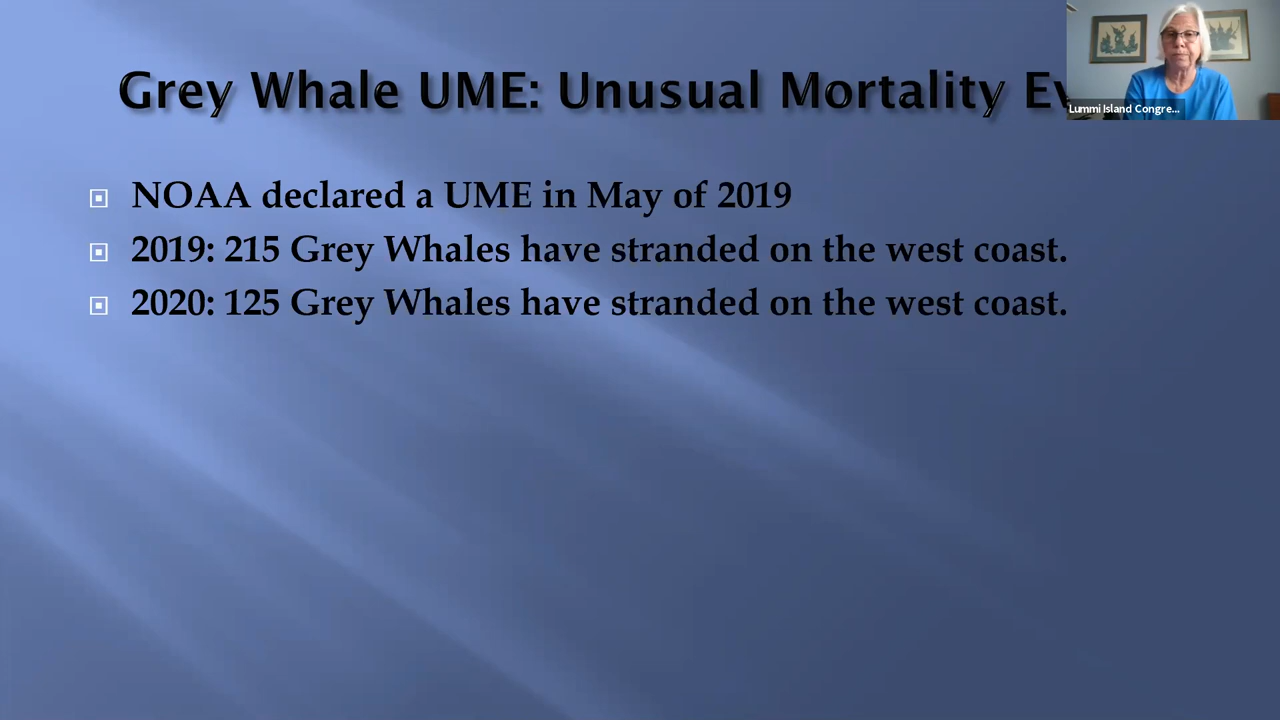 Grey Whale UME: Unusual Mortality
NOAA declared a UME in May of 2019
2019: 215 Grey Whales have stranded on the west coast.
2020: 125 Grey Whales have stranded on the west coast.
Lummi Island Congre...